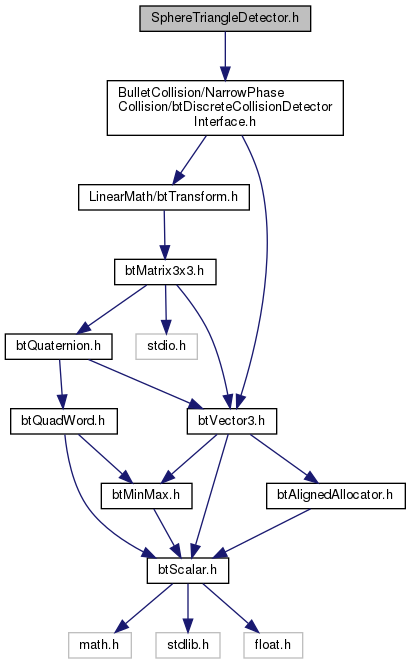 SphereTriangleDetector.h
BulletCollision/NarrowPhase
Collision/btDiscreteCollisionDetector
Interface.h
LinearMath/btTransform.h
btMatrix3x3.h
btQuaternion.h
stdio.h
btQuadWord.h
btVector3.h
btMinMax.h
btAlignedAllocator.h
btScalar.h
math.h
stdlib.h
float.h